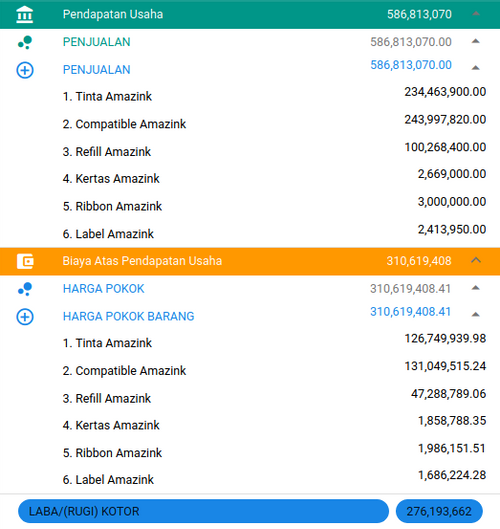 Pendapatan Usaha 586,813,070
PENJUALAN 586,813,070.00
PENJUALAN 586,813,070.00
1. Tinta Amazink 234,463,900.00
2. Compatible Amazink 243,997,820.00
3. Refill Amazink 100,268,400.00
4. Kertas Amazink 2,669,000.00
5. Ribbon Amazink 3,000,000.00
6. Label Amazink 2,413,950.00
Biaya Atas Pendapatan Usaha 310,619,408
HARGA POKOK 310,619,408.41
HARGA POKOK BARANG 310,619,408.41
1. Tinta Amazink 126,749,939.98
2. Compatible Amazink 131,049,515.24
3. Refill Amazink 47,288,789.06
4. Kertas Amazink 1,858,788.35
5. Ribbon Amazink 1,986,151.51
6. Label Amazink 1,686,224.28
LABA/(RUGI) KOTOR 276,193,662